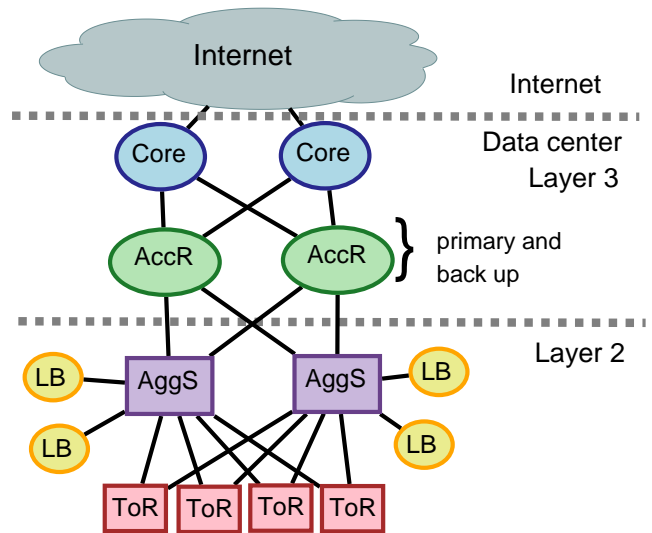 Internet
Internet
Data center
Layer 3
Core
Core
AccR
AccR
}
primary and
back up
Layer 2
LB
AggS
AggS
LB
LB
LB
ToR
ToR
ToR
ToR